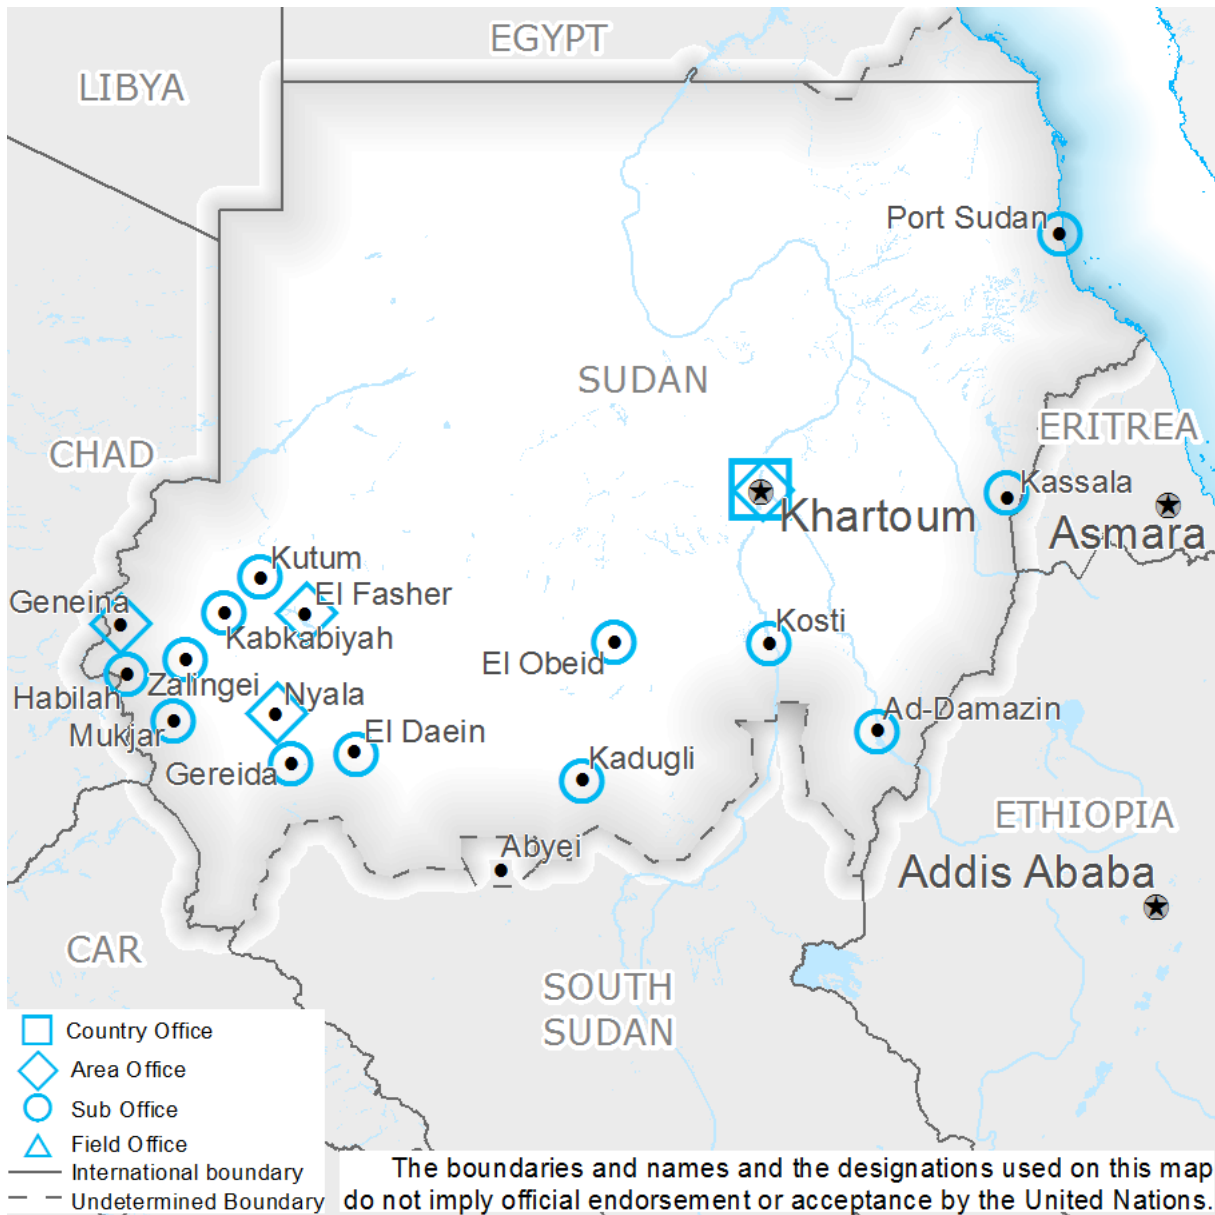 EGYPT
LIBYA
Port Sudan
SUDAN
ERITREA
CHAD
Kassala
Khartoum
Asmara
Kutum
El Fasher
Geneina
Kabkabiyah
Kosti
El Obeid
Zalingei
Nyala
Habilah
Ad-Damazin
Mukjar
El Daein
Kadugli
Gereida
ETHIOPIA
Abyei
Addis Ababa
CAR
SOUTH
SUDAN
Country Office
Area Office
Sub Office
Field Office
International boundary
Undetermined Boundary
The boundaries and names and the designations used on this map
do not imply official endorsement or acceptance by the United Nations.